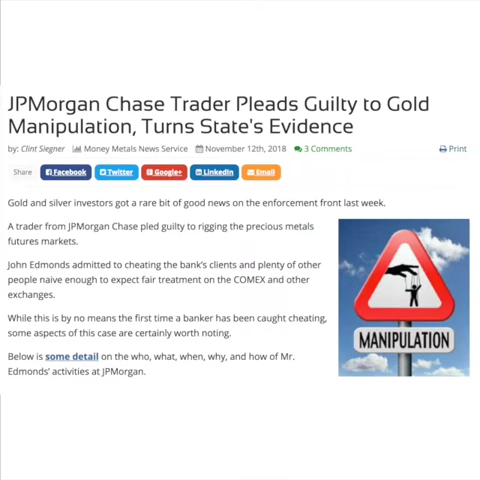 JPMorgan Chase Trader Pleads Guilty to Gold
Manipulation, Turns State's Evidence
by: Clint Siegner Money Metals News Service November 12th, 2018 3 Comments Print
Share Facebook Twitter Google+ LinkedIn Email
Gold and silver investors got a rare bit of good news on the enforcement front last week.
A trader from JPMorgan Chase pled guilty to rigging the precious metals
futures markets.
John Edmonds admitted to cheating the bank's clients and plenty of other
people naive enough to expect fair treatment on the COMEX and other
exchanges.
While this is by no means the first time a banker has been caught cheating,
some aspects of this case are certainly worth noting.
Below is some detail on the who, what, when, why, and how of Mr.
Edmonds' activities at JPMorgan.
MANIPULATION